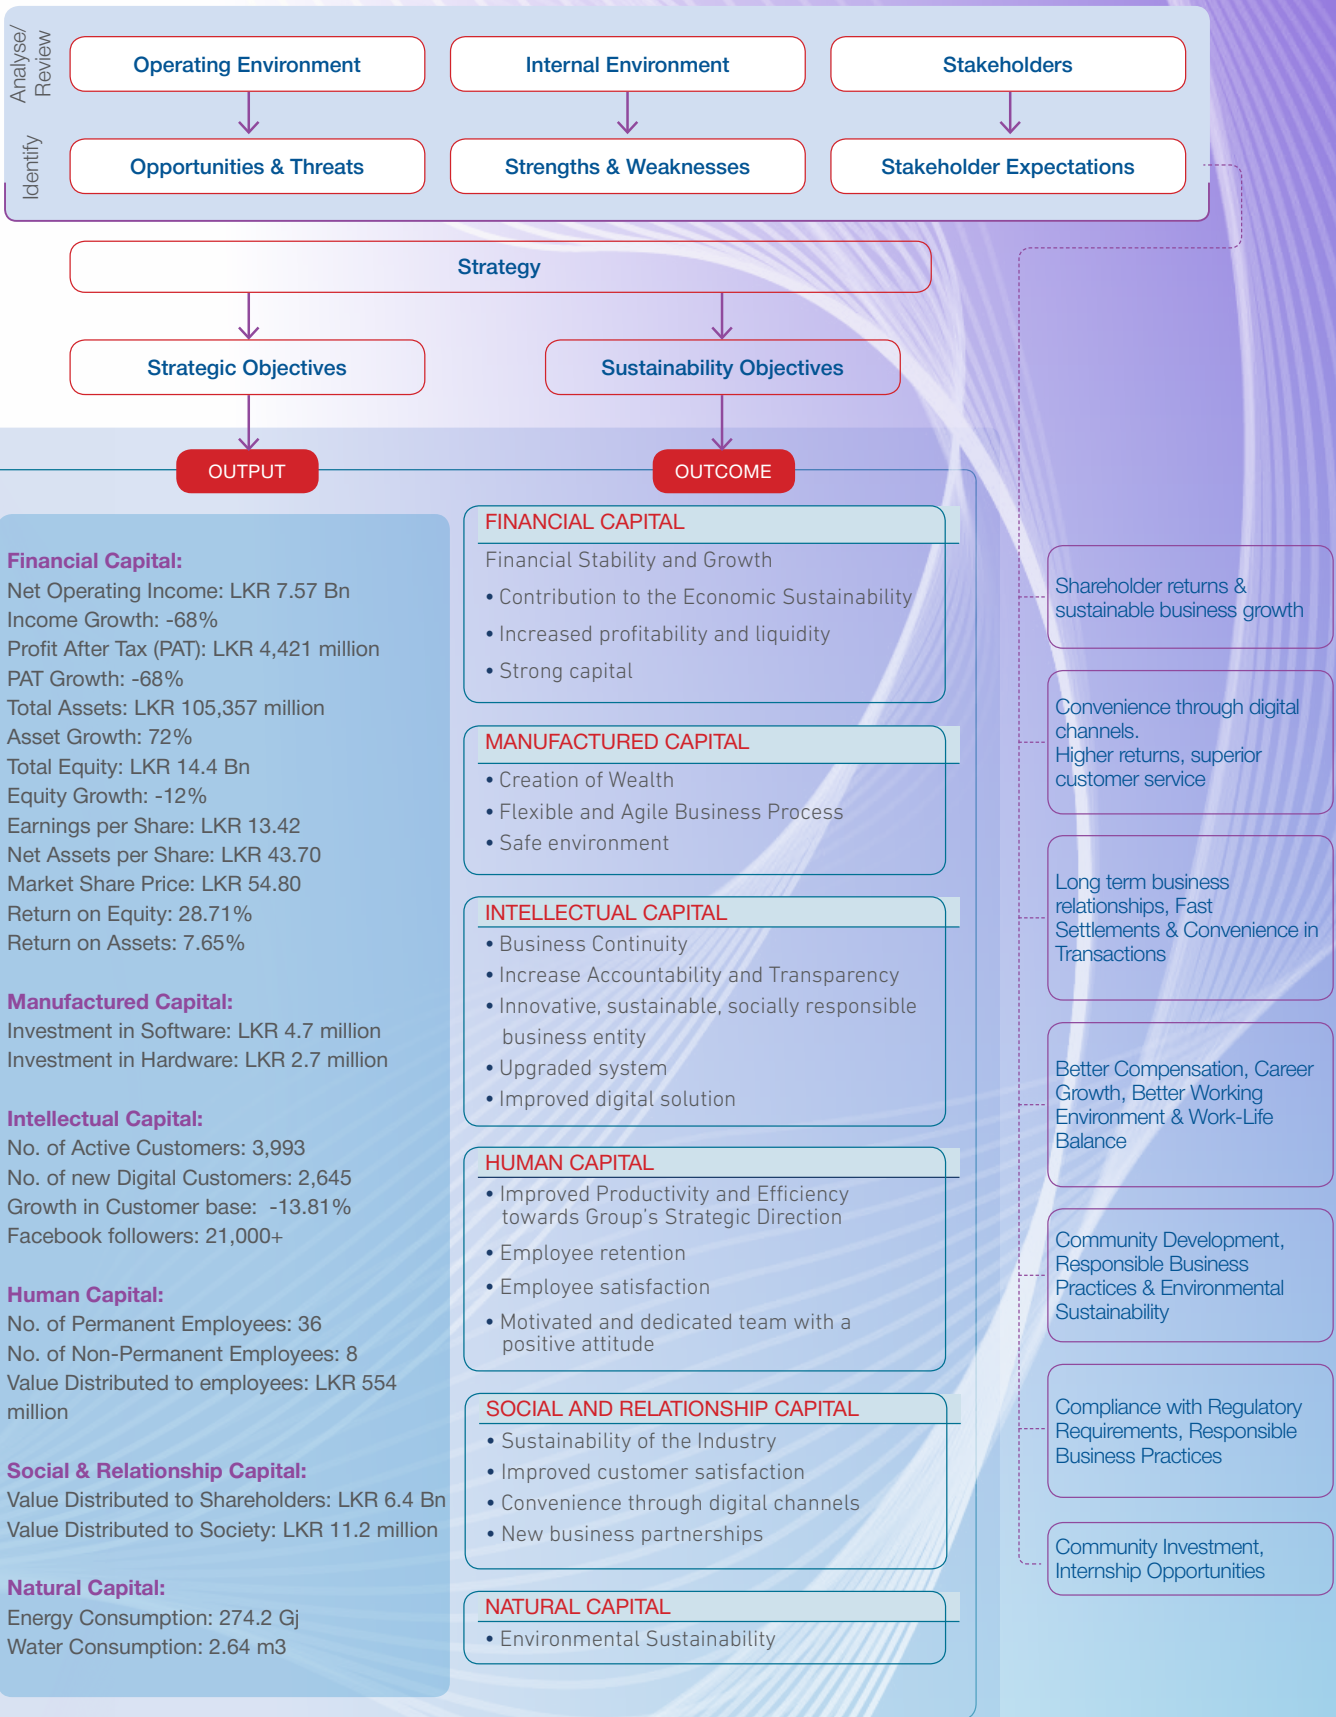 Analyse/
Review
Operating Environment
Internal Environment
Stakeholders
Identify
Opportunities & Threats
Strengths & Weaknesses
Stakeholder Expectations
Strategy
Strategic Objectives
Sustainability Objectives
OUTPUT
OUTCOME
Financial Capital:
Net Operating Income: LKR 7.57 Bn
Income Growth: -68%
Profit After Tax (PAT): LKR 4,421 million
PAT Growth: -68%
Total Assets: LKR 105,357 million
Asset Growth: 72%
Total Equity: LKR 14.4 Bn
Equity Growth: -12%
Earnings per Share: LKR 13.42
Net Assets per Share: LKR 43.70
Market Share Price: LKR 54.80
Return on Equity: 28.71%
Return on Assets: 7.65%
Manufactured Capital:
Investment in Software: LKR 4.7 million
Investment in Hardware: LKR 2.7 million
Intellectual Capital:
No. of Active Customers: 3,993
No. of new Digital Customers: 2,645
Growth in Customer base: -13.81%
Facebook followers: 21,000+
Human Capital:
No. of Permanent Employees: 36
No. of Non-Permanent Employees: 8
Value Distributed to employees: LKR 554
million
Social & Relationship Capital:
Value Distributed to Shareholders: LKR 6.4 Bn
Value Distributed to Society: LKR 11.2 million
Natural Capital:
Energy Consumption: 274.2 Gj
Water Consumption: 2.64 m3
FINANCIAL CAPITAL
Financial Stability and Growth
• Contribution to the Economic Sustainability
• Increased profitability and liquidity
• Strong capital
MANUFACTURED CAPITAL
• Creation of Wealth
• Flexible and Agile Business Process
• Safe environment
INTELLECTUAL CAPITAL
• Business Continuity
• Increase Accountability and Transparency
• Innovative, sustainable, socially responsible
business entity
• Upgraded system
• Improved digital solution
HUMAN CAPITAL
• Improved Productivity and Efficiency
towards Group's Strategic Direction
• Employee retention
• Employee satisfaction
• Motivated and dedicated team with a
positive attitude
SOCIAL AND RELATIONSHIP CAPITAL
• Sustainability of the Industry
• Improved customer satisfaction
• Convenience through digital channels
• New business partnerships
NATURAL CAPITAL
• Environmental Sustainability
Shareholder returns &
sustainable business growth
Convenience through digital
channels.
Higher returns, superior
customer service
Long term business
relationships, Fast
Settlements & Convenience in
Transactions
Better Compensation, Career
Growth, Better Working
Environment & Work-Life
Balance
Community Development,
Responsible Business
Practices & Environmental
Sustainability
Compliance with Regulatory
Requirements, Responsible
Business Practices
Community Investment,
Internship Opportunities